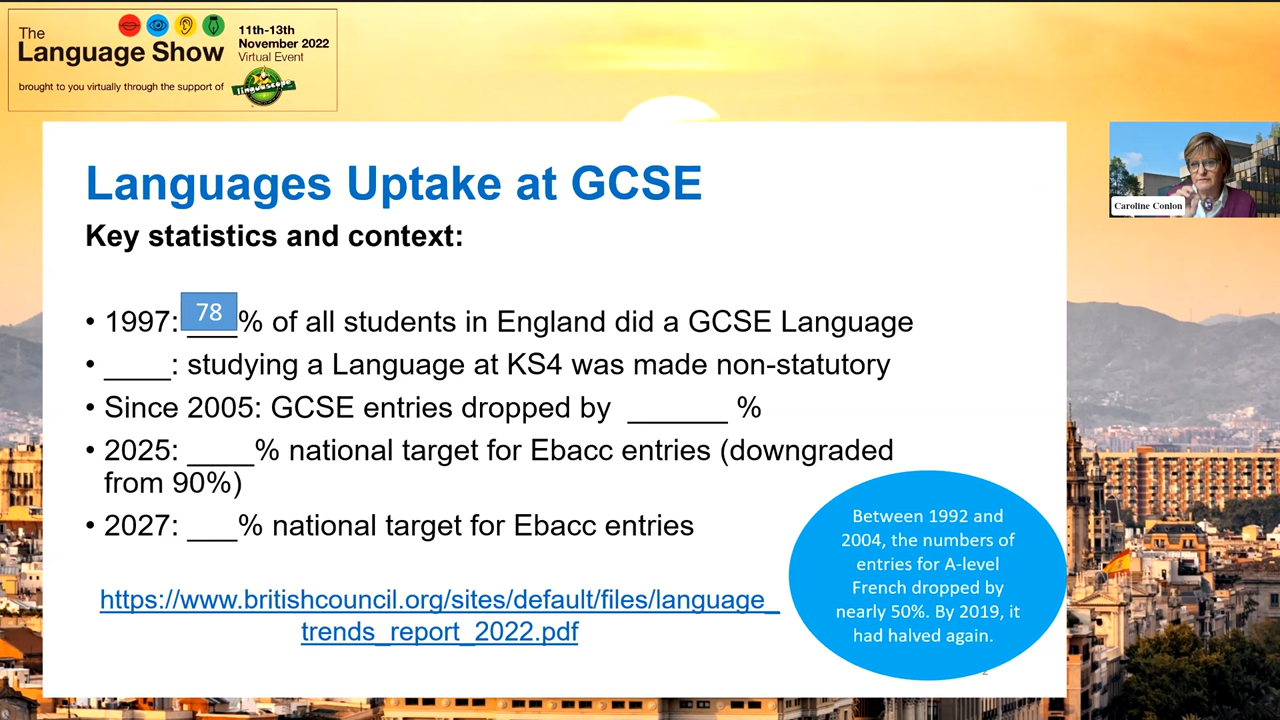 The
Language Show
11th-13th
November 2022
Virtual Event
brought to you virtually through the support of
linguascope
Languages Uptake at GCSE
Key statistics and context:
• 1997: 78% of all students in England did a GCSE Language
• ____: studying a Language at KS4 was made non-statutory
• Since 2005: GCSE entries dropped by ______ %
• 2025: ____% national target for Ebacc entries (downgraded
from 90%)
• 2027: ___% national target for Ebacc entries
https://www.britishcouncil.org/sites/default/files/language_
trends_report_2022.pdf
Between 1992 and
2004, the numbers of
entries for A-level
French dropped by
nearly 50%. By 2019, it
had halved again.
2
Caroline Conlon